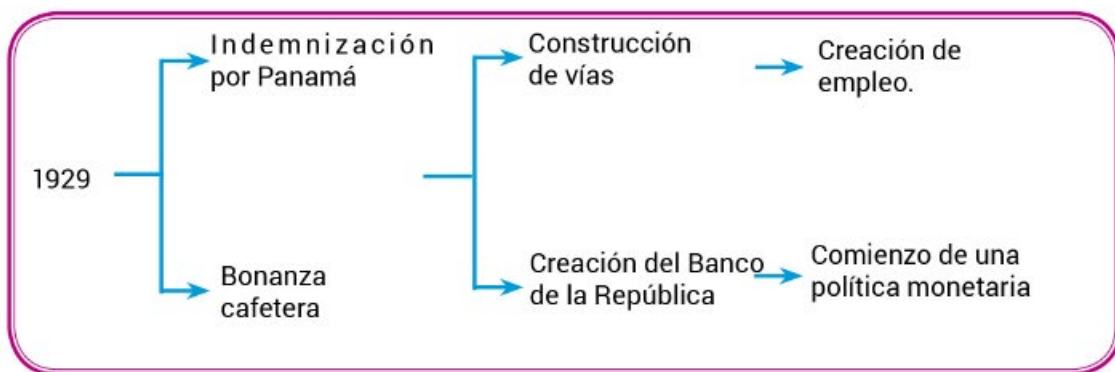 1929
Indemnización
por Panamá
Bonanza
cafetera
Construcción
de vías
Creación del Banco
de la República
Creación de
empleo.
Comienzo de una
política monetaria